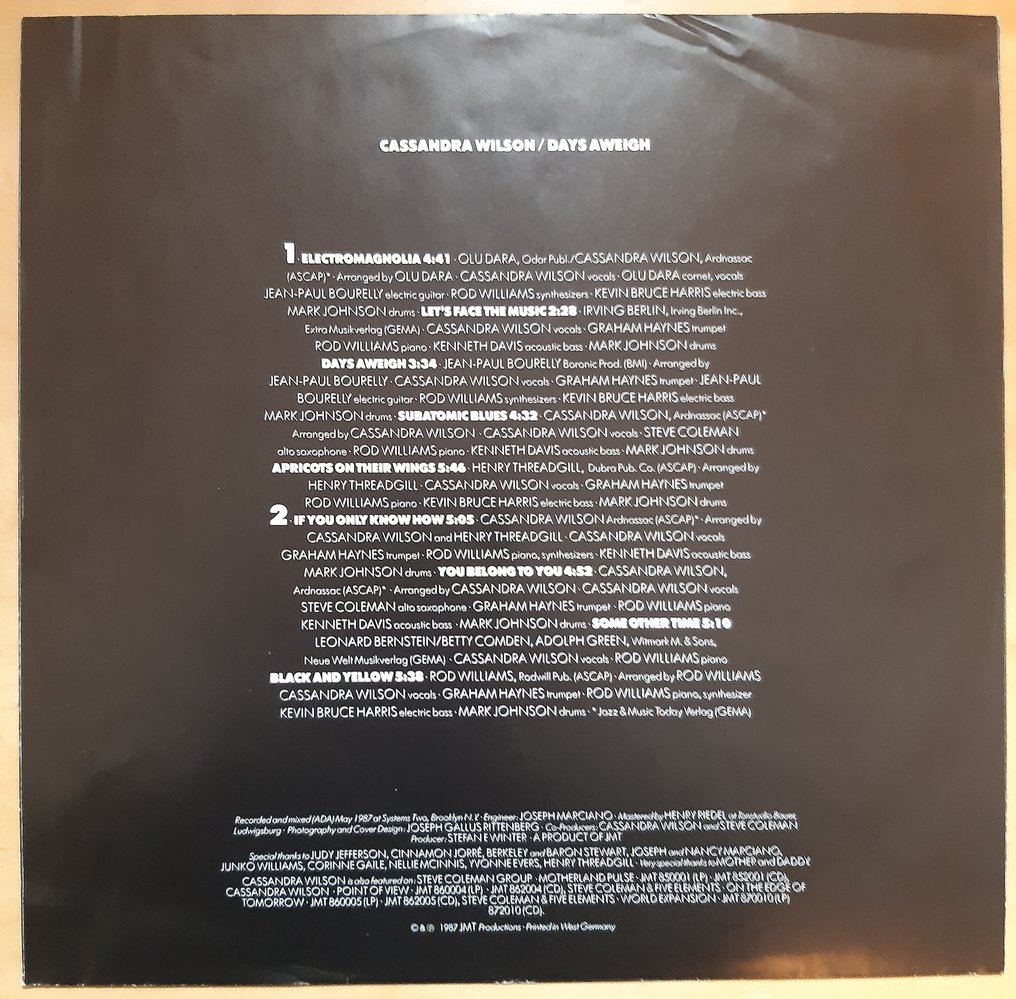 CASSANDRA WILSON / DAYS AWEIGH
1 · ELECTROMAGNOLIA 4:41 · OLU DARA, Odar Publ./CASSANDRA WILSON, Ardnassac
(ASCAP)* · Arranged by OLU DARA · CASSANDRA WILSON vocals · OLU DARA cornet, vocals
JEAN-PAUL BOURELLY electric guitar · ROD WILLIAMS synthesizers · KEVIN BRUCE HARRIS electric bass
MARK JOHNSON drums · LET'S FACE THE MUSIC 2:28 · IRVING BERLIN, Irving Berlin Inc.,
Extra Musikverlag (GEMA) · CASSANDRA WILSON vocals · GRAHAM HAYNES trumpet
ROD WILLIAMS piano · KENNETH DAVIS acoustic bass · MARK JOHNSON drums
DAYS AWEIGH 3:34 · JEAN-PAUL BOURELLY Boronic Prod. (BMI) · Arranged by
JEAN-PAUL BOURELLY · CASSANDRA WILSON vocals · GRAHAM HAYNES trumpet · JEAN-PAUL
BOURELLY electric guitar · ROD WILLIAMS synthesizers · KEVIN BRUCE HARRIS electric bass
MARK JOHNSON drums · SUBATOMIC BLUES 4:32 · CASSANDRA WILSON, Ardnassac (ASCAP)*
Arranged by CASSANDRA WILSON · CASSANDRA WILSON vocals · STEVE COLEMAN
alto saxophone · ROD WILLIAMS piano · KENNETH DAVIS acoustic bass · MARK JOHNSON drums
APRICOTS ON THEIR WINGS 5:46 · HENRY THREADGILL, Dubra Pub. Co. (ASCAP) · Arranged by
HENRY THREADGILL · CASSANDRA WILSON vocals · GRAHAM HAYNES trumpet
ROD WILLIAMS piano · KEVIN BRUCE HARRIS electric bass · MARK JOHNSON drums
2 · IF YOU ONLY KNOW HOW 5:05 · CASSANDRA WILSON Ardnassac (ASCAP)* · Arranged by
CASSANDRA WILSON and HENRY THREADGILL · CASSANDRA WILSON vocals
GRAHAM HAYNES trumpet · ROD WILLIAMS piano, synthesizers · KENNETH DAVIS acoustic bass
MARK JOHNSON drums · YOU BELONG TO YOU 4:52 · CASSANDRA WILSON,
Ardnassac (ASCAP)* · Arranged by CASSANDRA WILSON · CASSANDRA WILSON vocals
STEVE COLEMAN alto saxophone · GRAHAM HAYNES trumpet · ROD WILLIAMS piano
KENNETH DAVIS acoustic bass · MARK JOHNSON drums · SOME OTHER TIME 5:10
LEONARD BERNSTEIN/BETTY COMDEN, ADOLPH GREEN, Witmark M. & Sons,
Neue Welt Musikverlag (GEMA) · CASSANDRA WILSON vocals · ROD WILLIAMS piano
BLACK AND YELLOW 5:38 · ROD WILLIAMS, Rodwill Pub. (ASCAP) · Arranged by ROD WILLIAMS
CASSANDRA WILSON vocals · GRAHAM HAYNES trumpet · ROD WILLIAMS piano, synthesizer
KEVIN BRUCE HARRIS electric bass · MARK JOHNSON drums · * Jazz & Music Today Verlag (GEMA)
Recorded and mixed (ADA) May 1987 at Systems Two, Brooklyn N.Y. · Engineer: JOSEPH MARCIANO · Mastered by HENRY RIEDEL at Tonstudio Bauer,
Ludwigsburg · Photography and Cover Design: JOSEPH GALLUS RITTENBERG · Co-Producers: CASSANDRA WILSON and STEVE COLEMAN
Producer: STEFAN F. WINTER · A PRODUCT OF JMT
Special thanks to JUDY JEFFERSON, CINNAMON JORRÉ, BERKELEY and BARON STEWART, JOSEPH and NANCY MARCIANO,
JUNKO WILLIAMS, CORINNE GAILE, NELLIE MCINNIS, YVONNE EVERS, HENRY THREADGILL · Very special thanks to MOTHER and DADDY.
CASSANDRA WILSON is also featured on: STEVE COLEMAN GROUP · MOTHERLAND PULSE · JMT 850001 (LP) · JMT 852001 (CD),
CASSANDRA WILSON · POINT OF VIEW · JMT 860004 (LP) · JMT 862004 (CD), STEVE COLEMAN & FIVE ELEMENTS · ON THE EDGE OF
TOMORROW · JMT 860005 (LP) · JMT 862005 (CD), STEVE COLEMAN & FIVE ELEMENTS · WORLD EXPANSION · JMT 870010 (LP)
872010 (CD).
© & ℗ 1987 JMT Productions · Printed in West Germany